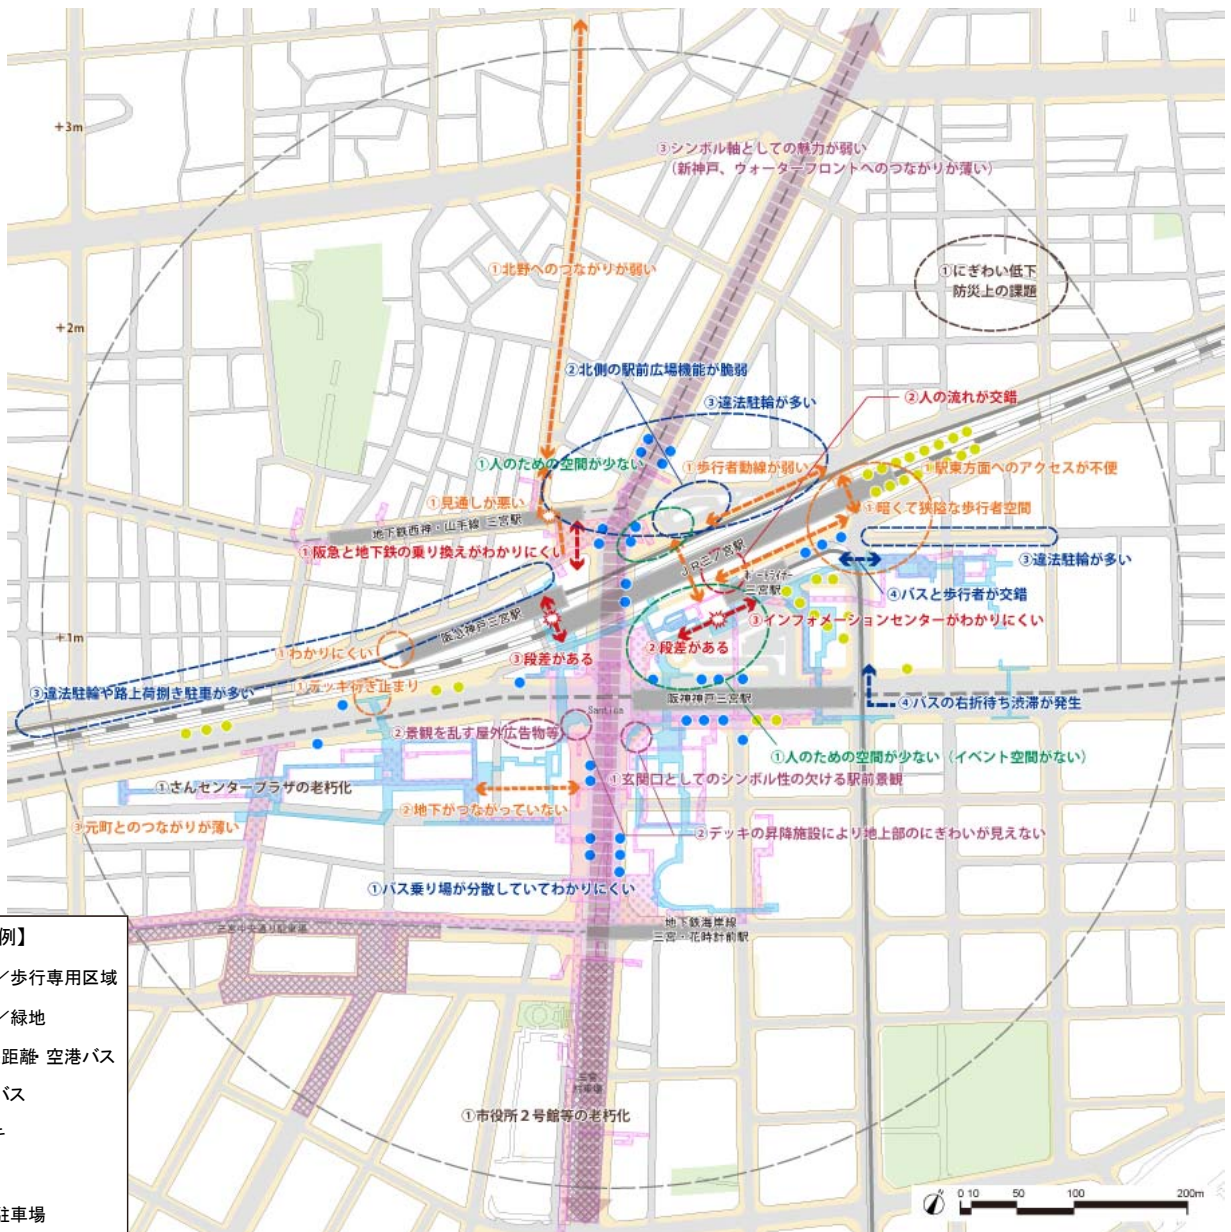 +3m
③シンボル軸としての魅力が弱い
（新神戸、ウォーターフロントへのつながりが薄い）
①北野へのつながりが弱い
①にぎわい低下
防災上の課題
+2m
②北側の駅前広場機能が脆弱
③違法駐輪が多い
②人の流れが交錯
①人のための空間が少ない
①歩行者動線が弱い
①駅東方面へのアクセスが不便
①見通しが悪い
①暗くて狭隘な歩行者空間
地下鉄西神・山手線 三宮駅
①阪急と地下鉄の乗り換えがわかりにくい
JR三ノ宮駅
③違法駐輪が多い
ポートライナー
三宮駅
④バスと歩行者が交錯
③インフォメーションセンターがわかりにくい
+1m
阪急神戸三宮駅
①わかりにくい
③段差がある
②段差がある
③違法駐輪や路上荷捌き駐車が多い
①デッキ行き止まり
阪神神戸三宮駅
④バスの右折待ち渋滞が発生
Santica
②景観を乱す屋外広告物等
①人のための空間が少ない（イベント空間がない）
①さんセンタープラザの老朽化
①玄関口としてのシンボル性の欠ける駅前景観
②地下がつながっていない
③元町とのつながりが薄い
②デッキの昇降施設により地上部のにぎわいが見えない
①バス乗り場が分散していてわかりにくい
地下鉄海岸線
三宮・花時計前駅
三宮中央通り駐車場
例】
／歩行専用区域
／緑地
距離・空港バス
バス
駐車場
三宮
駐車場
①市役所２号館等の老朽化
0 10 50 100 200m